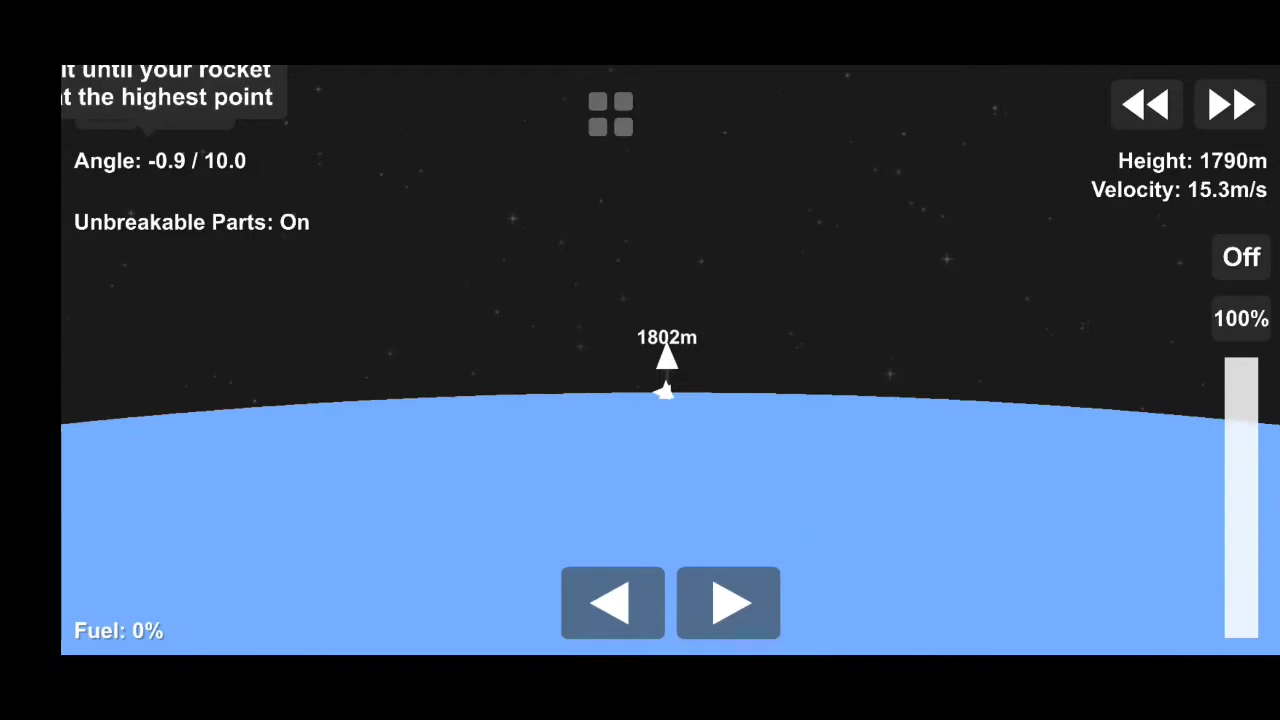 it until your rocket
t the highest point
Angle: -0.9 / 10.0
Height: 1790m
Velocity: 15.3m/s
Unbreakable Parts: On
Off
100%
1802m
Fuel: 0%